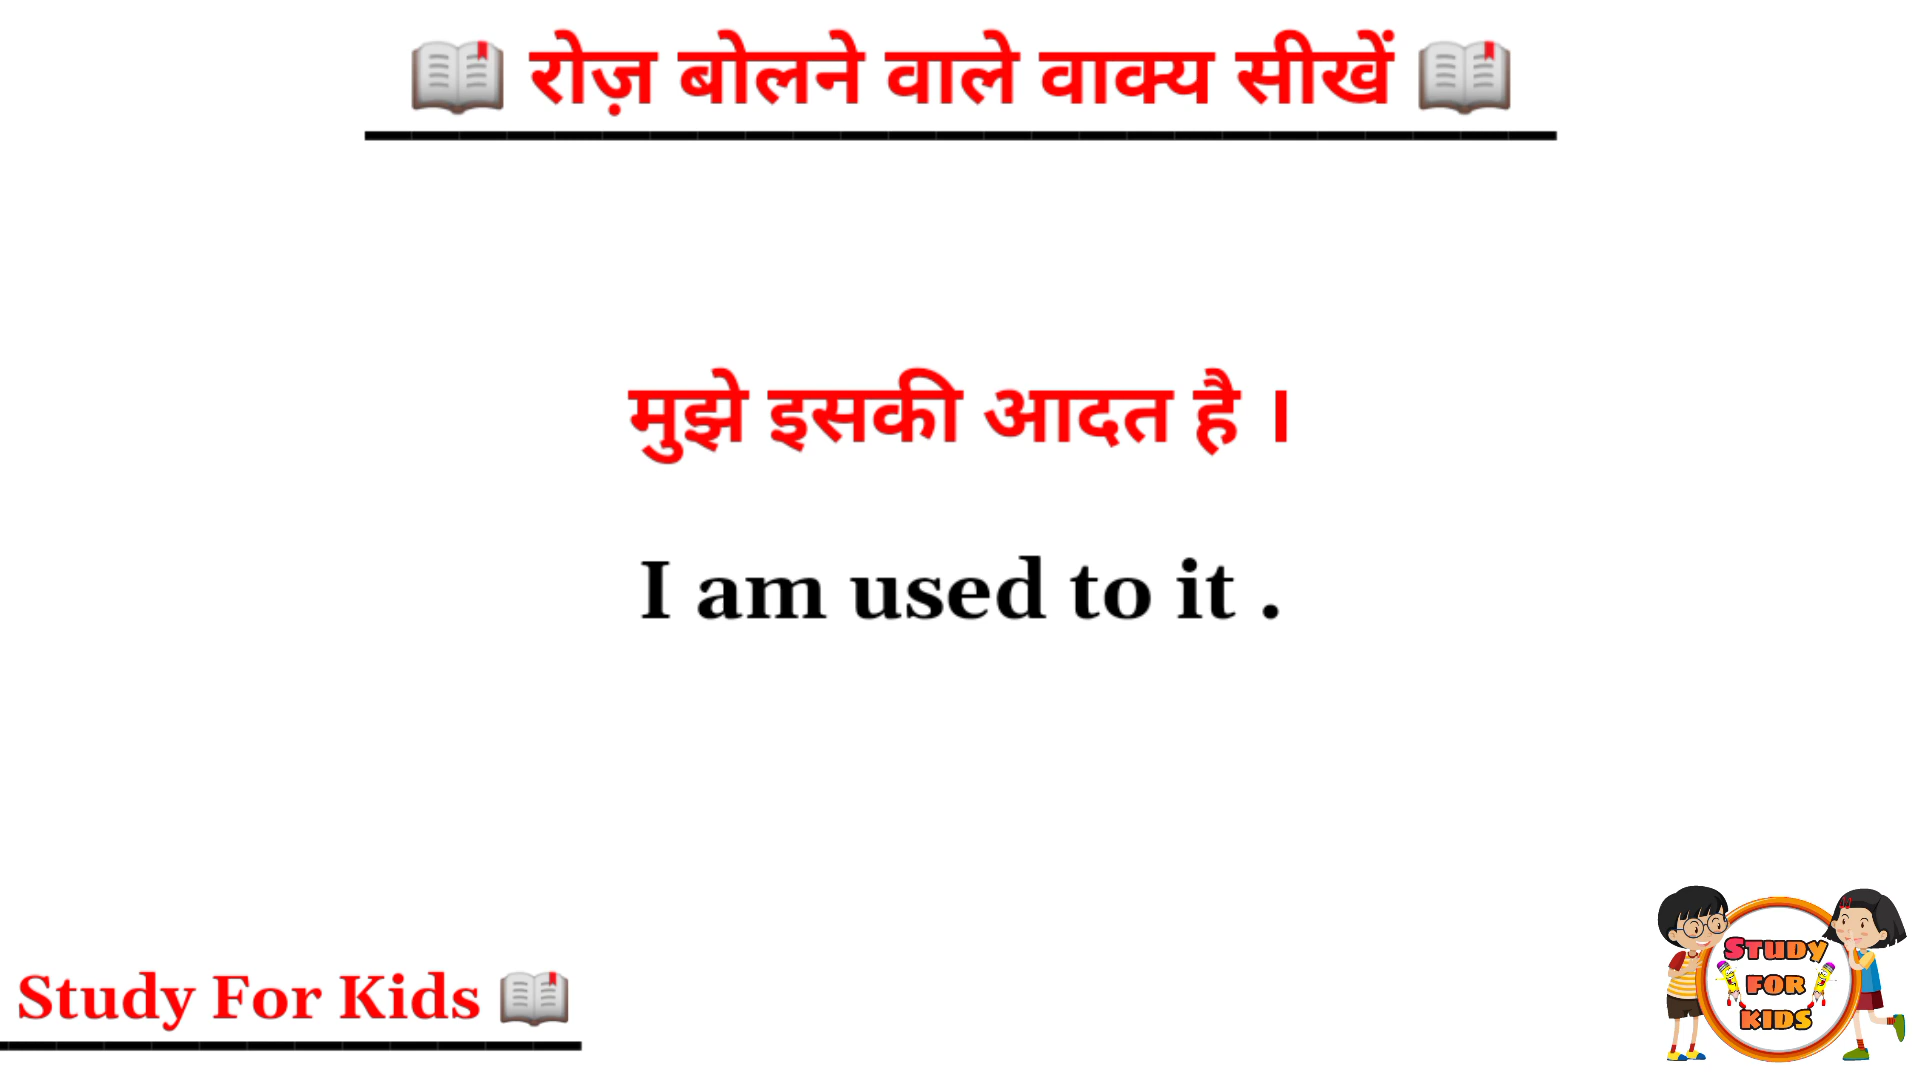 📖 रोज़ बोलने वाले वाक्य सीखें 📖
मुझे इसकी आदत है ।
I am used to it .
Study For Kids 📖
STUDY
FOR
KIDS